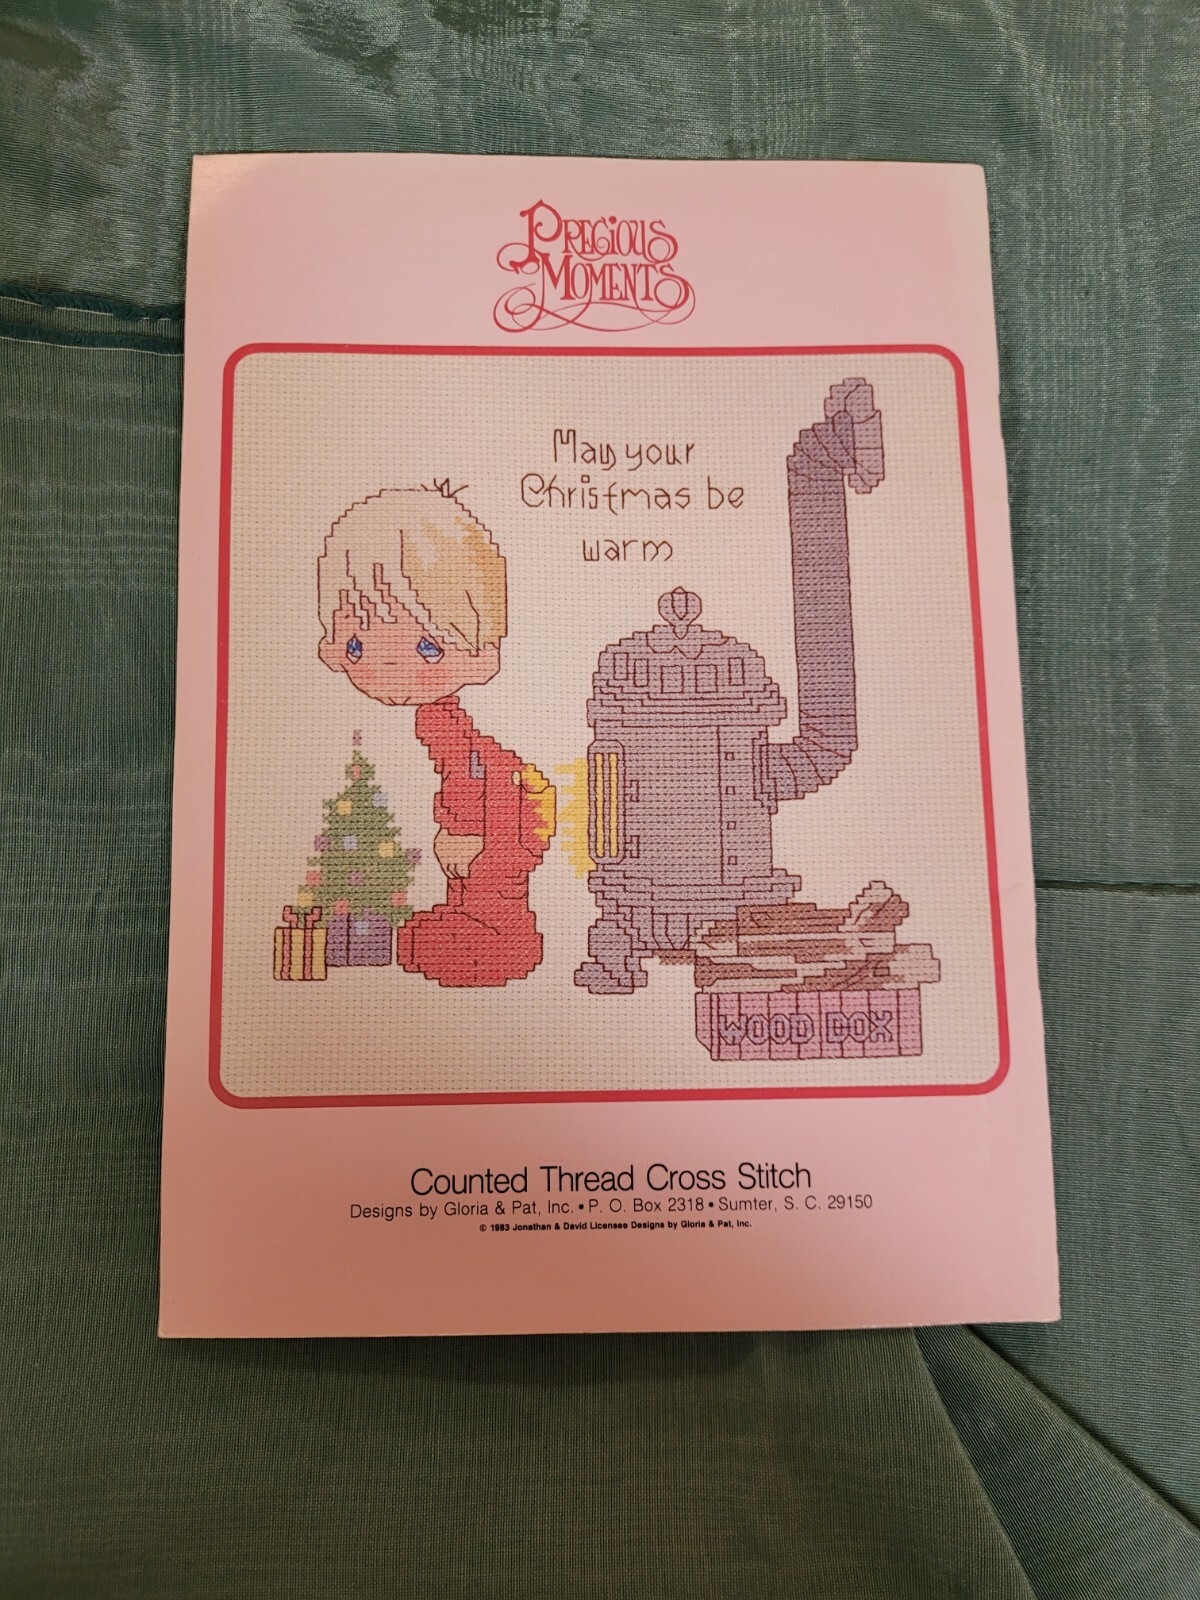 PRECIOUS
MOMENTS
May your
Christmas be
warm
WOOD BOX
Counted Thread Cross Stitch
Designs by Gloria & Pat, Inc. • P. O. Box 2318 • Sumter, S. C. 29150
© 1983 Jonathan & David Licensee Designs by Gloria & Pat, Inc.